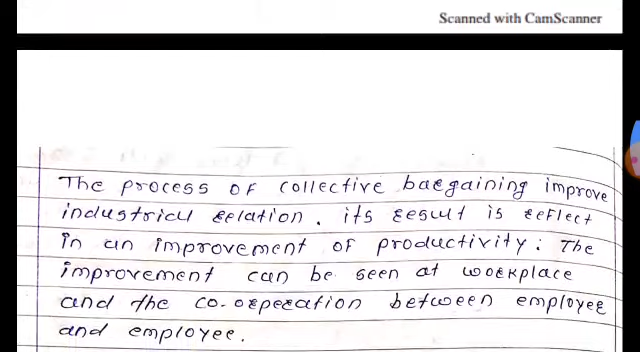 Scanned with CamScanner
The process of collective bargaining improve
industrial relation. its result is reflect
in an improvement of productivity. The
improvement can be seen at workplace
and the co-orperation between employee
and employee.